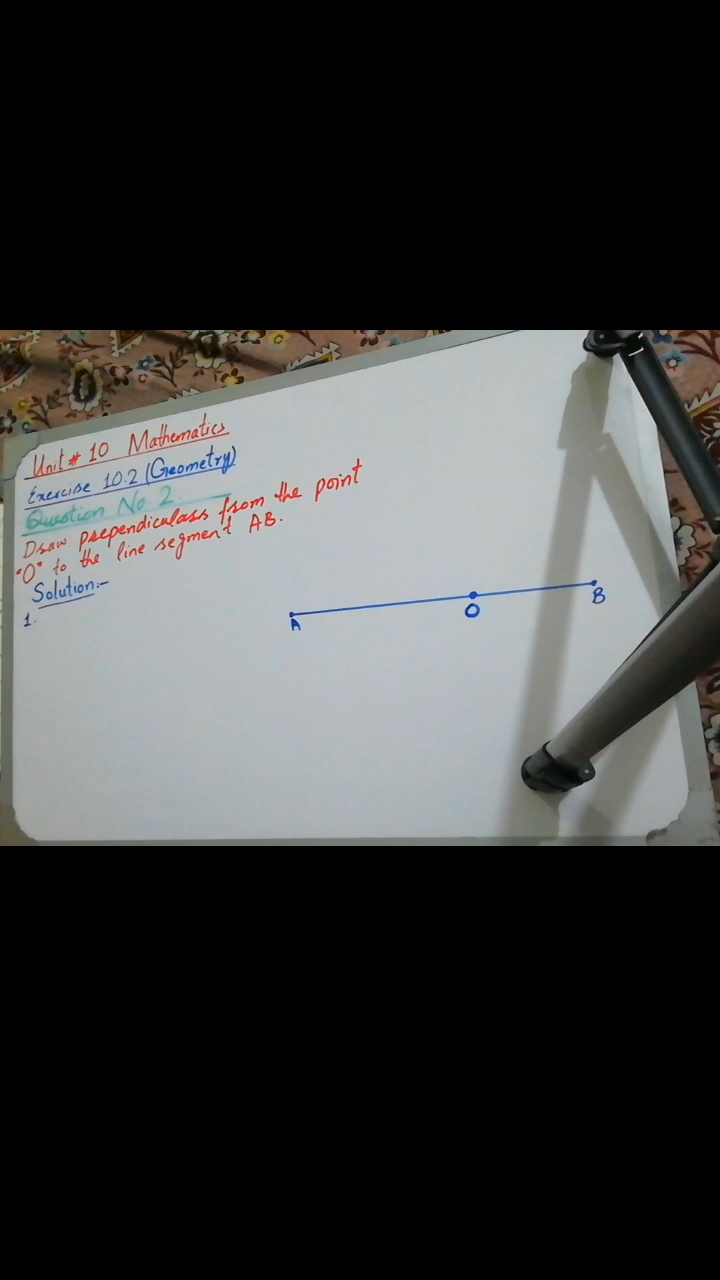 Unit # 10 Mathematics
Exercise 10.2 (Geometry)
Question No. 2.
Draw prependiculars from the point
"O" to the line segment AB.
Solution:-
1.
A
O
B